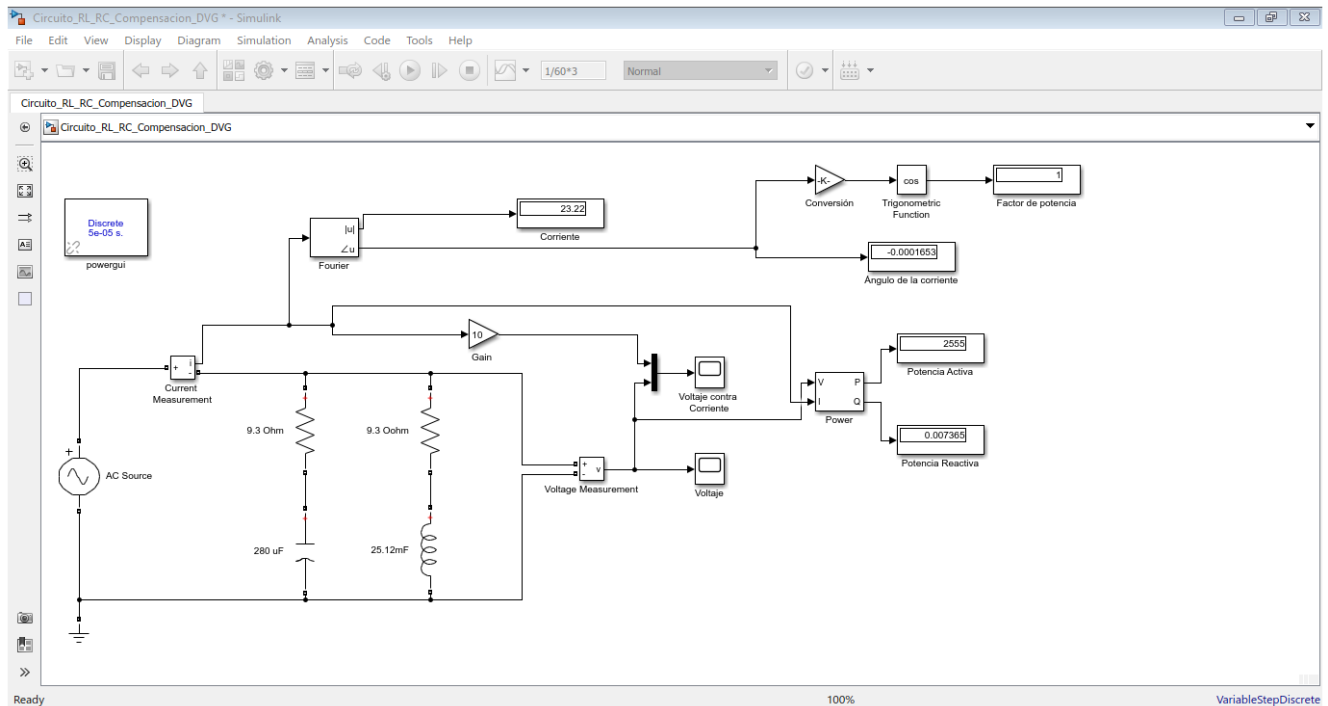 Circuito_RL_RC_Compensacion_DVG * - Simulink
File Edit View Display Diagram Simulation Analysis Code Tools Help
1/60*3
Normal
Circuito_RL_RC_Compensacion_DVG
Circuito_RL_RC_Compensacion_DVG
Discrete
5e-05 s.
powergui
|u|
∠u
Fourier
23.22
Corriente
-K-
Conversión
cos
Trigonometric
Function
1
Factor de potencia
-0.0001653
Ángulo de la corriente
10
Gain
+ i -
Current
Measurement
Voltaje contra
Corriente
V P
I Q
Power
2555
Potencia Activa
0.007365
Potencia Reactiva
9.3 Ohm
9.3 Oohm
+
AC Source
+ v
-
Voltage Measurement
Voltaje
280 uF
25.12mF
Ready
100%
VariableStepDiscrete